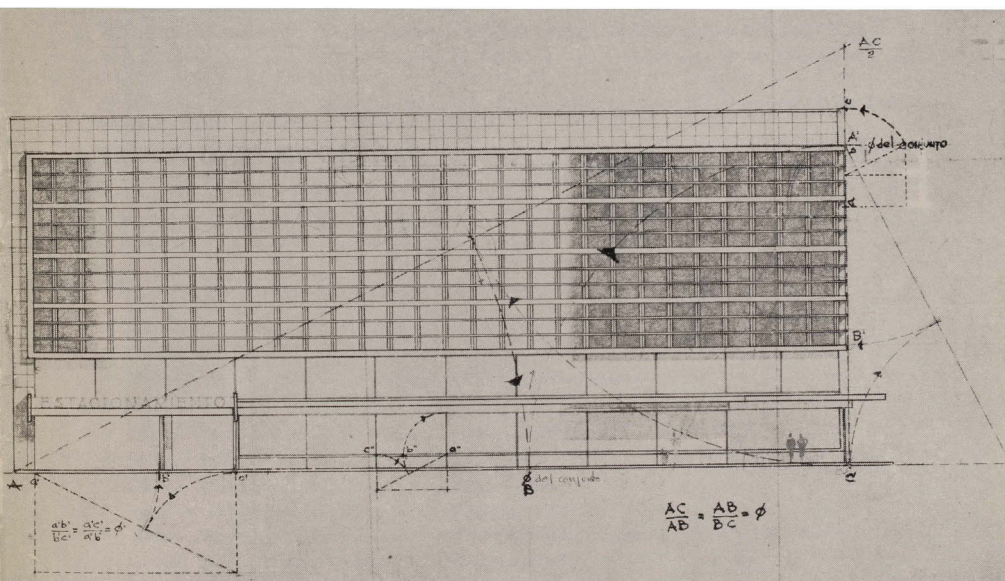 AC/2
C
A'
B
φ del conjunto
A
B'
ESTACIONAMIENTO
c" b" a"
A a' b' c' φ del conjunto C'
B
a'b'/b'c' = a'c'/a'b' = φ
AC/AB = AB/BC = φ